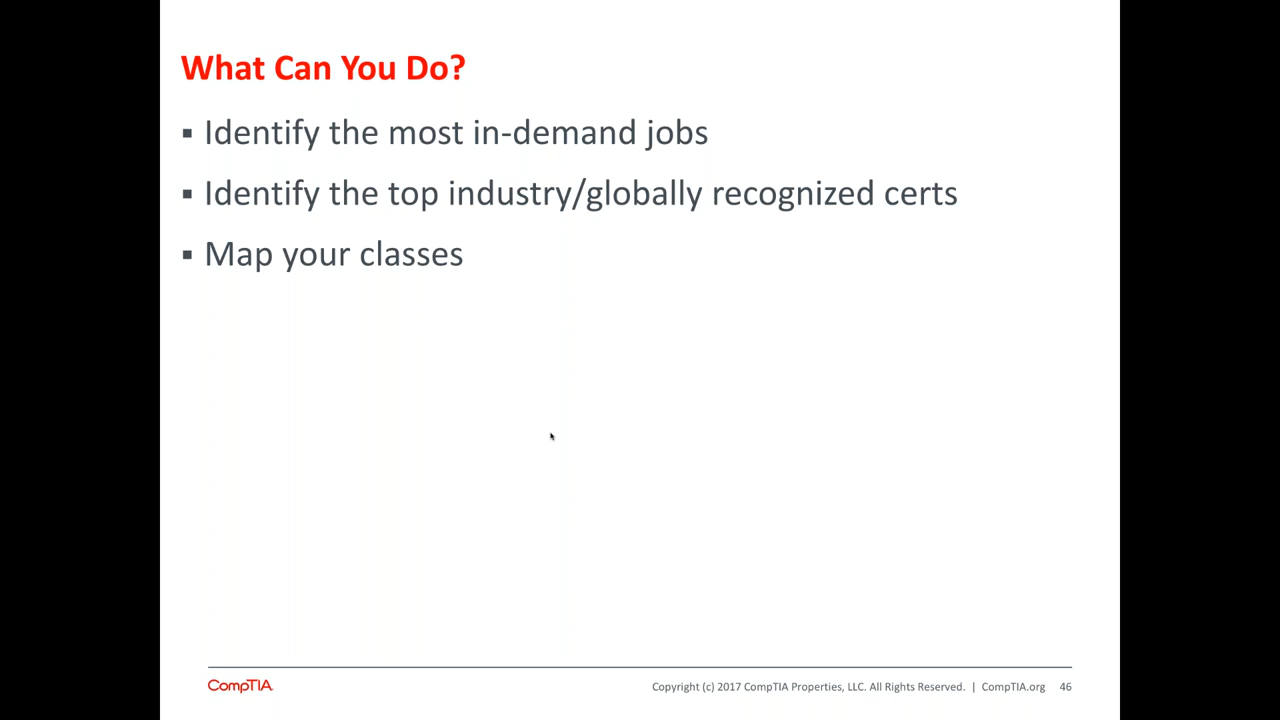 What Can You Do?
▪ Identify the most in-demand jobs
▪ Identify the top industry/globally recognized certs
▪ Map your classes
CompTIA
Copyright (c) 2017 CompTIA Properties, LLC. All Rights Reserved. | CompTIA.org 46